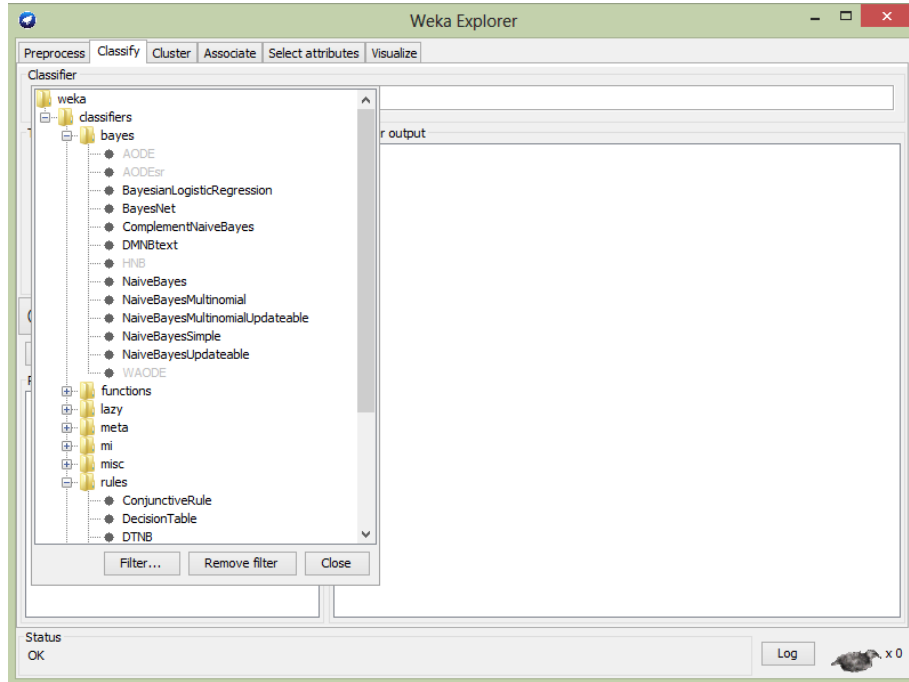 Weka Explorer
Preprocess Classify Cluster Associate Select attributes Visualize
Classifier
weka
classifiers
r output
bayes
AODE
AODEsr
BayesianLogisticRegression
BayesNet
ComplementNaiveBayes
DMNBtext
HNB
NaiveBayes
NaiveBayesMultinomial
NaiveBayesMultinomialUpdateable
NaiveBayesSimple
NaiveBayesUpdateable
WAODE
functions
lazy
meta
mi
misc
rules
ConjunctiveRule
DecisionTable
DTNB
Filter... Remove filter Close
Status
OK
Log x 0